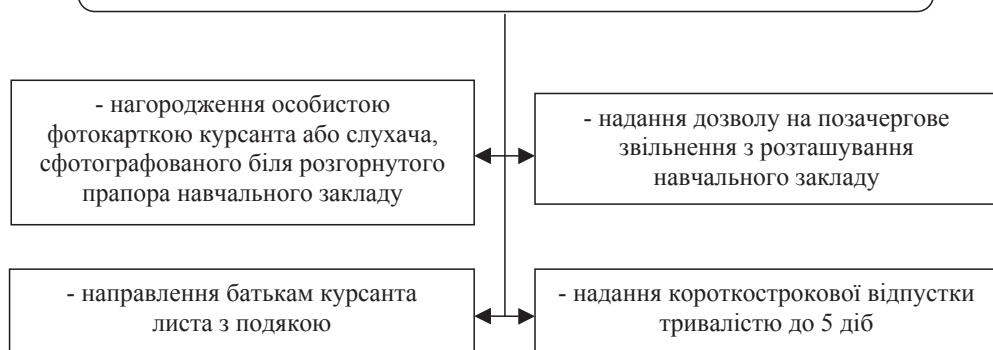 - нагородження особистою
фотокарткою курсанта або слухача,
сфотографованого біля розгорнутого
прапора навчального закладу
- надання дозволу на позачергове
звільнення з розташування
навчального закладу
- направлення батькам курсанта
листа з подякою
- надання короткострокової відпустки
тривалістю до 5 діб